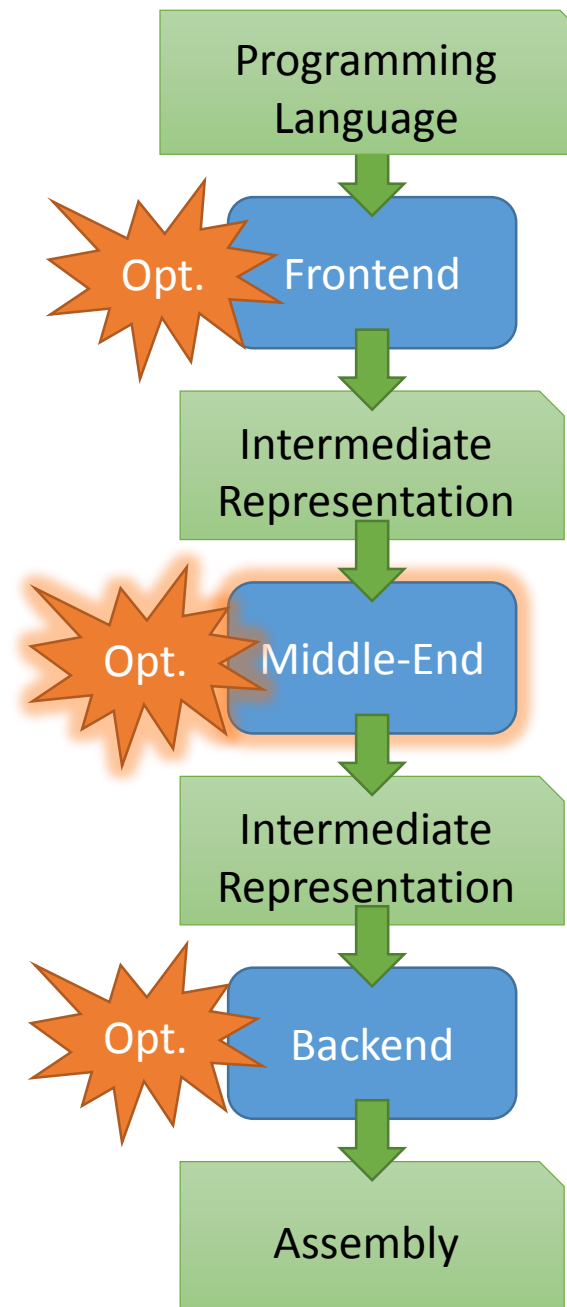 Programming
Language
Opt.
Frontend
Intermediate
Representation
Opt.
Middle-End
Intermediate
Representation
Opt.
Backend
Assembly